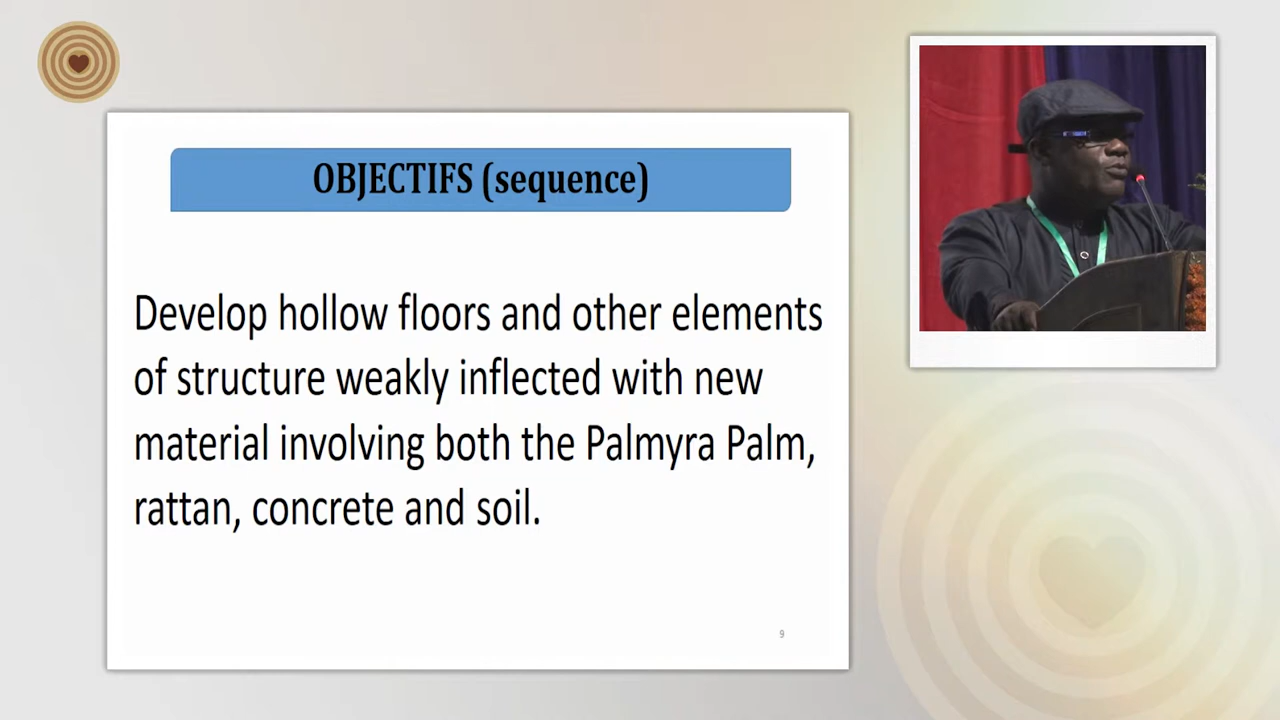 OBJECTIFS (sequence)
Develop hollow floors and other elements
of structure weakly inflected with new
material involving both the Palmyra Palm,
rattan, concrete and soil.
9